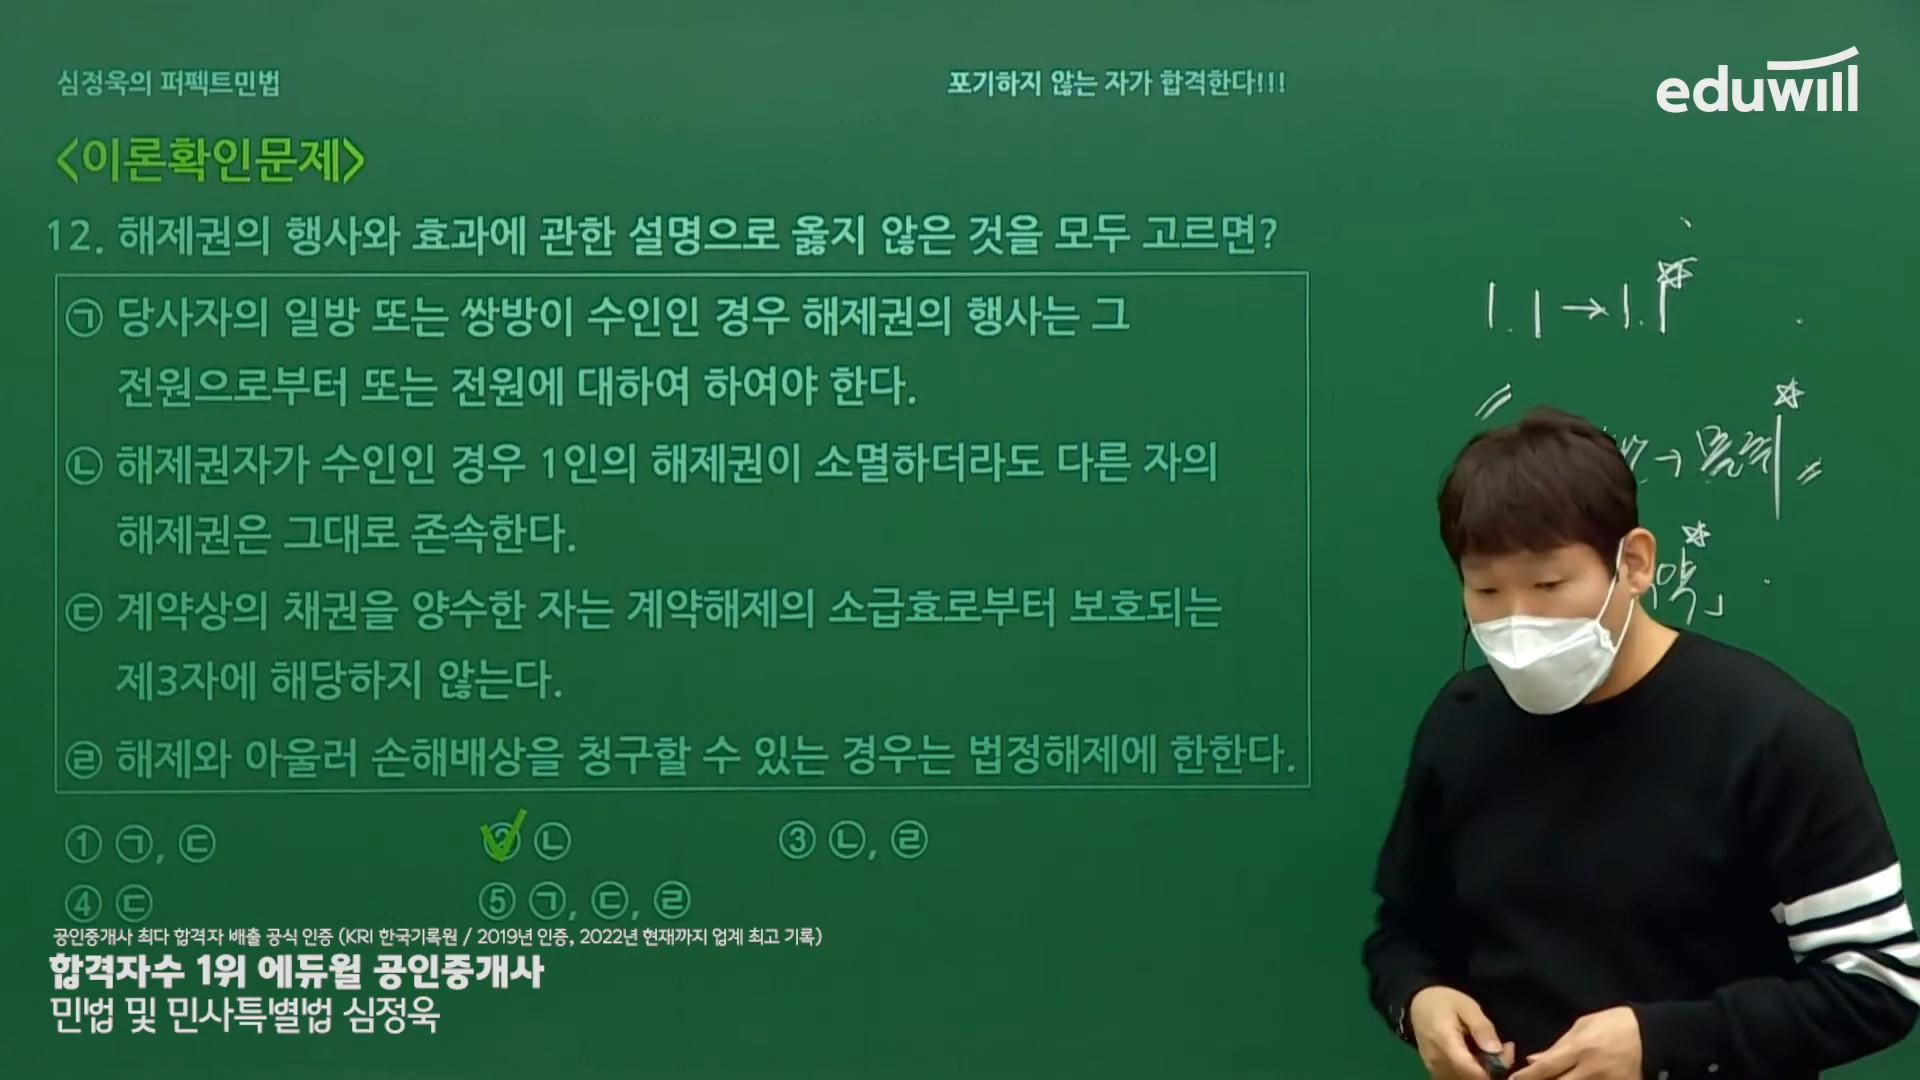 심정욱의 퍼펙트민법
포기하지 않는 자가 합격한다!!!
eduwill
<이론확인문제>
12. 해제권의 행사와 효과에 관한 설명으로 옳지 않은 것을 모두 고르면?
㉠ 당사자의 일방 또는 쌍방이 수인인 경우 해제권의 행사는 그
전원으로부터 또는 전원에 대하여 하여야 한다.
㉡ 해제권자가 수인인 경우 1인의 해제권이 소멸하더라도 다른 자의
해제권은 그대로 존속한다.
㉢ 계약상의 채권을 양수한 자는 계약해제의 소급효로부터 보호되는
제3자에 해당하지 않는다.
㉣ 해제와 아울러 손해배상을 청구할 수 있는 경우는 법정해제에 한한다.
① ㉠, ㉢ ② ㉡ ③ ㉡, ㉣
④ ㉢ ⑤ ㉠, ㉢, ㉣
1.1→1.1
공인중개사 최다 합격자 배출 공식 인증 (KRI 한국기록원 / 2019년 인증, 2022년 현재까지 업계 최고 기록)
합격자수 1위 에듀윌 공인중개사
민법 및 민사특별법 심정욱